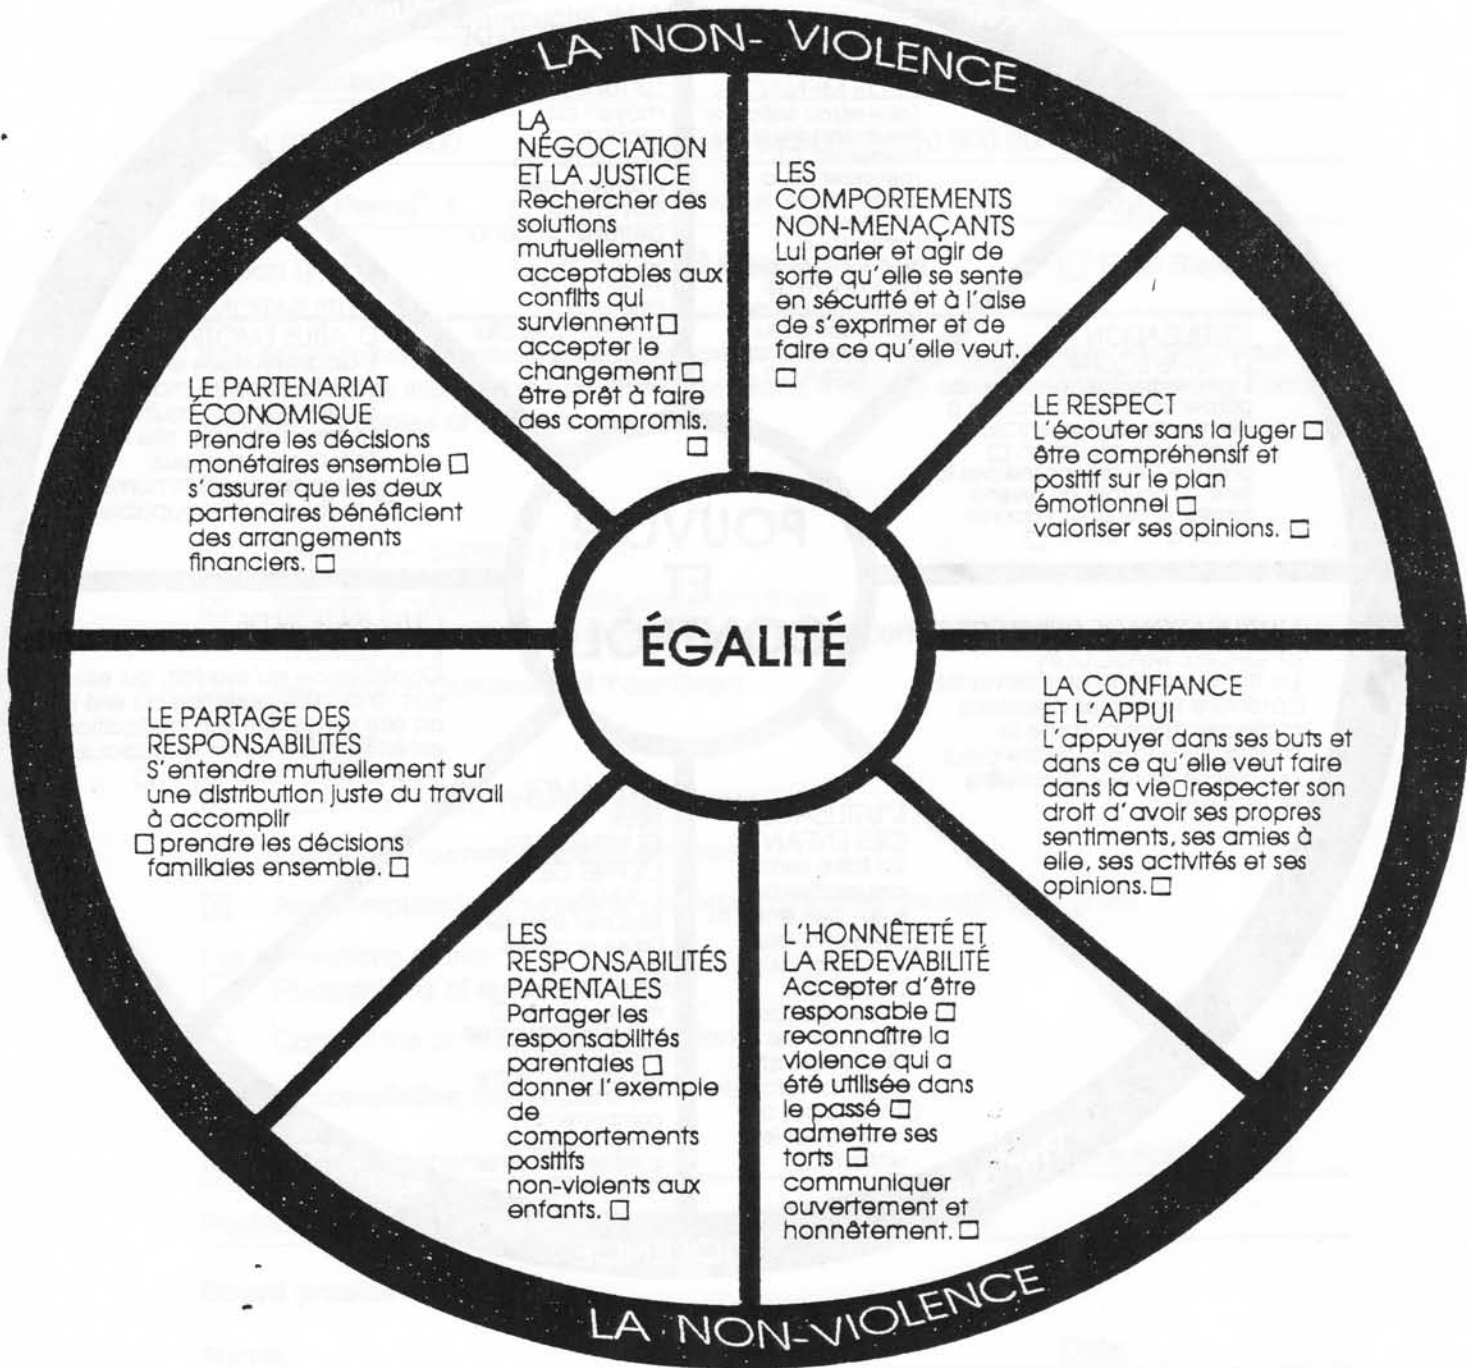 LA NON- VIOLENCE
LA
NÉGOCIATION
ET LA JUSTICE
Rechercher des
solutions
mutuellement
acceptables aux
conflits qui
surviennent □
accepter le
changement □
être prêt à faire
des compromis.
□
LES
COMPORTEMENTS
NON-MENAÇANTS
Lui parler et agir de
sorte qu'elle se sente
en sécurité et à l'aise
de s'exprimer et de
faire ce qu'elle veut.
□
LE RESPECT
L'écouter sans la juger □
être compréhensif et
positif sur le plan
émotionnel □
valoriser ses opinions. □
LA CONFIANCE
ET L'APPUI
L'appuyer dans ses buts et
dans ce qu'elle veut faire
dans la vie □ respecter son
droit d'avoir ses propres
sentiments, ses amies à
elle, ses activités et ses
opinions. □
L'HONNÊTETÉ ET
LA REDEVABILITÉ
Accepter d'être
responsable □
reconnaître la
violence qui a
été utilisée dans
le passé □
admettre ses
torts □
communiquer
ouvertement et
honnêtement. □
LES
RESPONSABILITÉS
PARENTALES
Partager les
responsabilités
parentales □
donner l'exemple
de
comportements
positifs
non-violents aux
enfants. □
LE PARTAGE DES
RESPONSABILITÉS
S'entendre mutuellement sur
une distribution juste du travail
à accomplir
□ prendre les décisions
familiales ensemble. □
LE PARTENARIAT
ÉCONOMIQUE
Prendre les décisions
monétaires ensemble □
s'assurer que les deux
partenaires bénéficient
des arrangements
financiers. □
ÉGALITÉ
LA NON-VIOLENCE